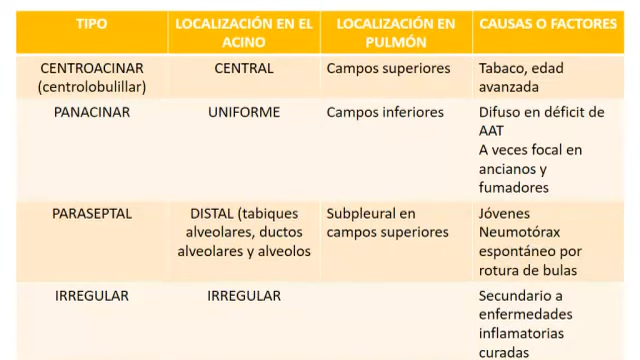 TIPO
LOCALIZACIÓN EN EL
ACINO
LOCALIZACIÓN EN
PULMÓN
CAUSAS O FACTORES
CENTROACINAR
(centrolobulillar)
CENTRAL
Campos superiores
Tabaco, edad
avanzada
PANACINAR
UNIFORME
Campos inferiores
Difuso en déficit de
AAT
A veces focal en
ancianos y
fumadores
PARASEPTAL
DISTAL (tabiques
alveolares, ductos
alveolares y alveolos
Subpleural en
campos superiores
Jóvenes
Neumotórax
espontáneo por
rotura de bulas
IRREGULAR
IRREGULAR
Secundario a
enfermedades
inflamatorias
curadas